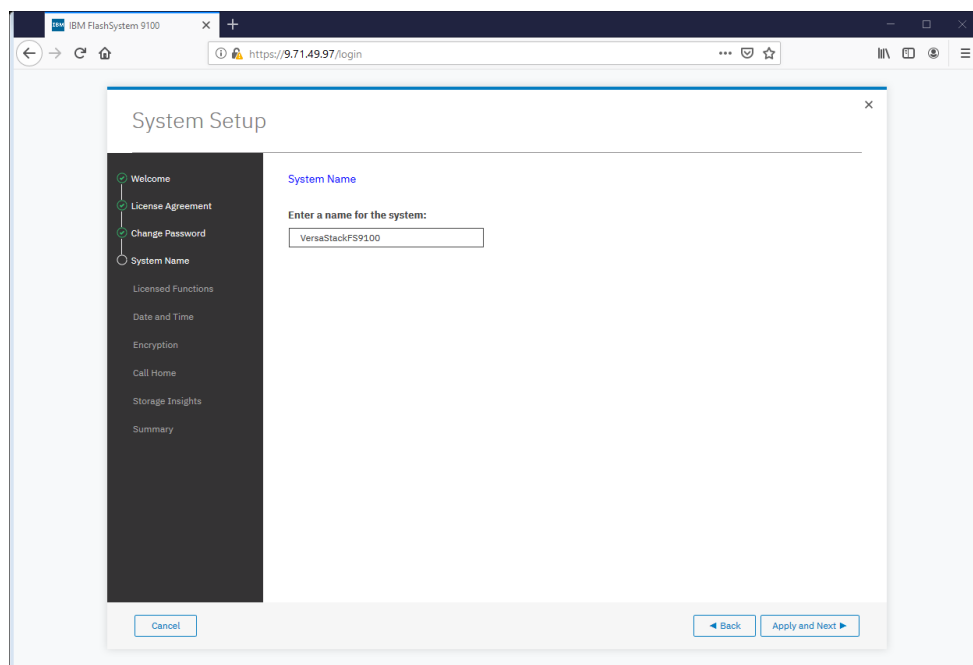 IBM IBM FlashSystem 9100
https://9.71.49.97/login
System Setup
Welcome
License Agreement
Change Password
System Name
Licensed Functions
Date and Time
Encryption
Call Home
Storage Insights
Summary
System Name
Enter a name for the system:
VersaStackFS9100
Cancel
Back
Apply and Next